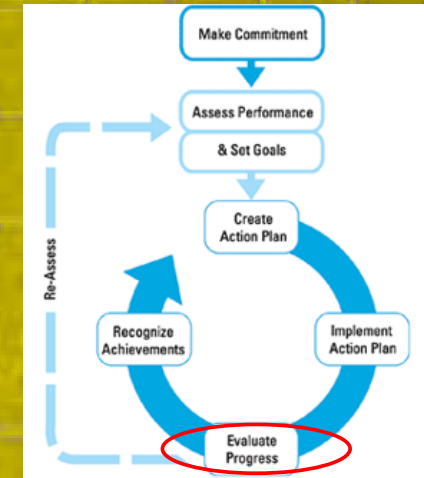 Make Commitment
Assess Performance
& Set Goals
Create
Action Plan
Re-Assess
Recognize
Achievements
Implement
Action Plan
Evaluate
Progress